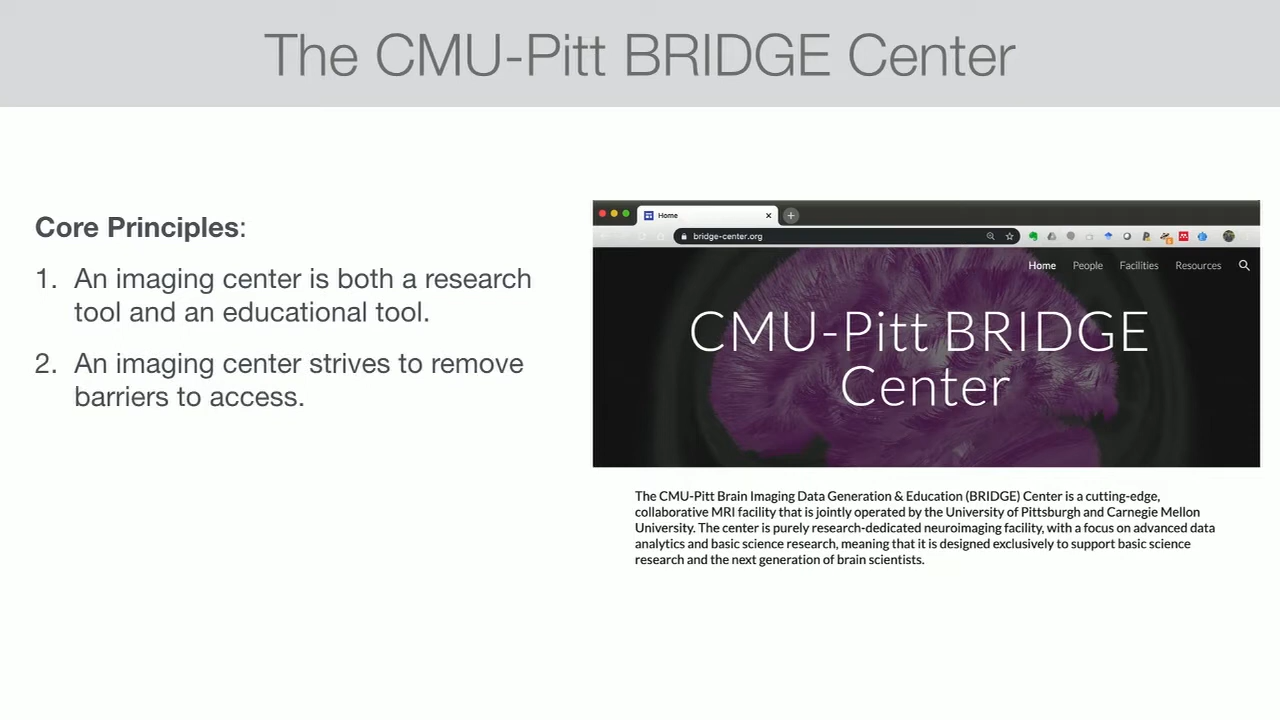 The CMU-Pitt BRIDGE Center
Core Principles:
1. An imaging center is both a research
tool and an educational tool.
2. An imaging center strives to remove
barriers to access.
Home
bridge-center.org
Home People Facilities Resources
CMU-Pitt BRIDGE
Center
The CMU-Pitt Brain Imaging Data Generation & Education (BRIDGE) Center is a cutting-edge,
collaborative MRI facility that is jointly operated by the University of Pittsburgh and Carnegie Mellon
University. The center is purely research-dedicated neuroimaging facility, with a focus on advanced data
analytics and basic science research, meaning that it is designed exclusively to support basic science
research and the next generation of brain scientists.